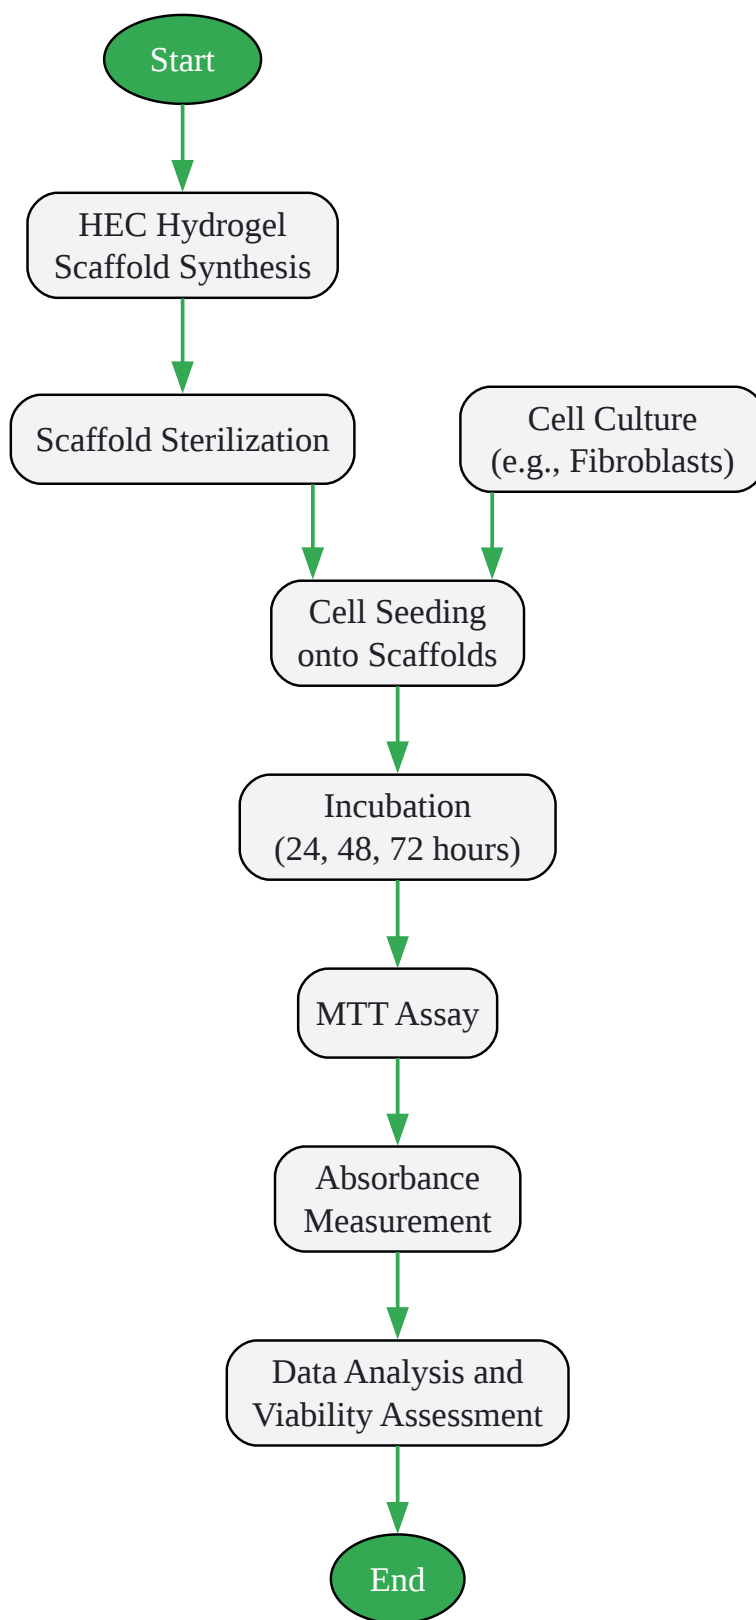 Start
HEC Hydrogel
Scaffold Synthesis
Scaffold Sterilization
Cell Culture
(e.g., Fibroblasts)
Cell Seeding
onto Scaffolds
Incubation
(24, 48, 72 hours)
MTT Assay
Absorbance
Measurement
Data Analysis and
Viability Assessment
End